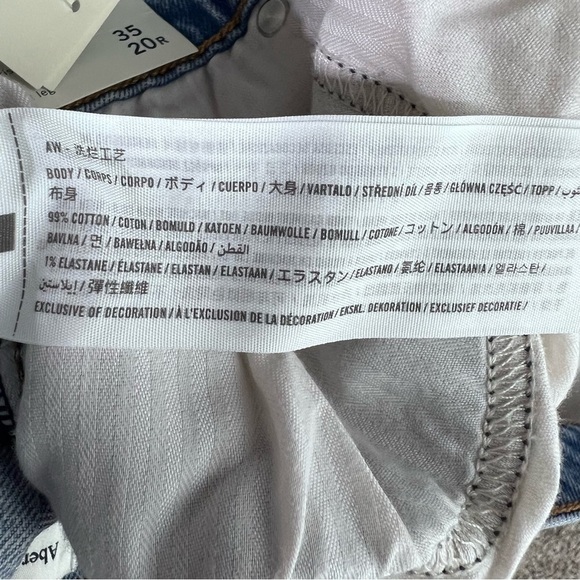 35
20R
AW - 洗烂工艺
BODY / CORPS / CORPO / ボディ / CUERPO / 大身 / VARTALO / STŘEDNÍ DÍL / 몸통 / GŁÓWNA CZĘŚĆ / TOPP /
布身
99% COTTON / COTON / BOMULD / KATOEN / BAUMWOLLE / BOMULL / COTONE / コットン / ALGODÓN / 棉 / PUUVILLAA /
BAVLNA / 면 / BAWEŁNA / ALGODÃO / القطن
1% ELASTANE / ÉLASTANE / ELASTAN / ELASTAAN / エラスタン / ELASTANO / 氨纶 / ELASTAANIA / 엘라스탄 /
إيلاستين / 彈性纖維
EXCLUSIVE OF DECORATION / À L'EXCLUSION DE LA DÉCORATION / EKSKL. DEKORATION / EXCLUSIEF DECORATIE /
Aber